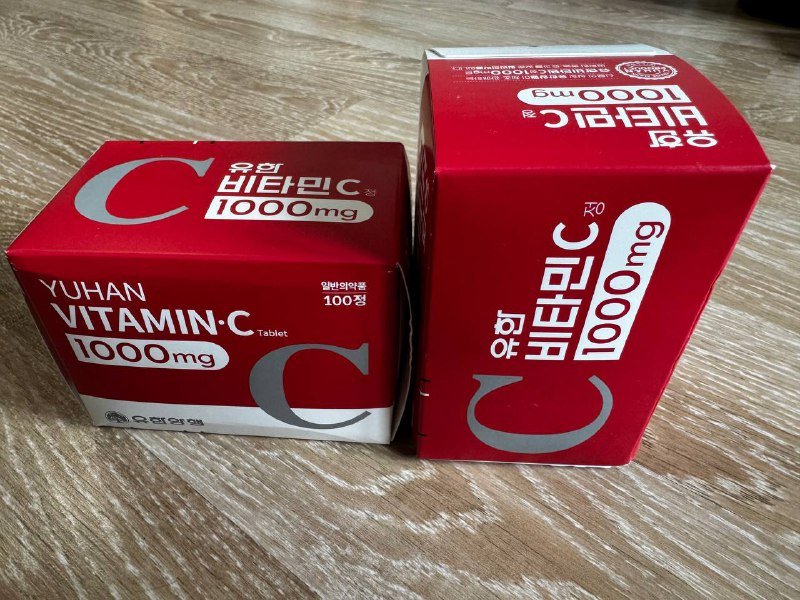 C
유한
비타민C정
1000mg
YUHAN
VITAMIN·C Tablet
1000mg
일반의약품
100정
C
유한양행
유한
비타민C정
1000mg
유한
비타민C정
1000mg
C